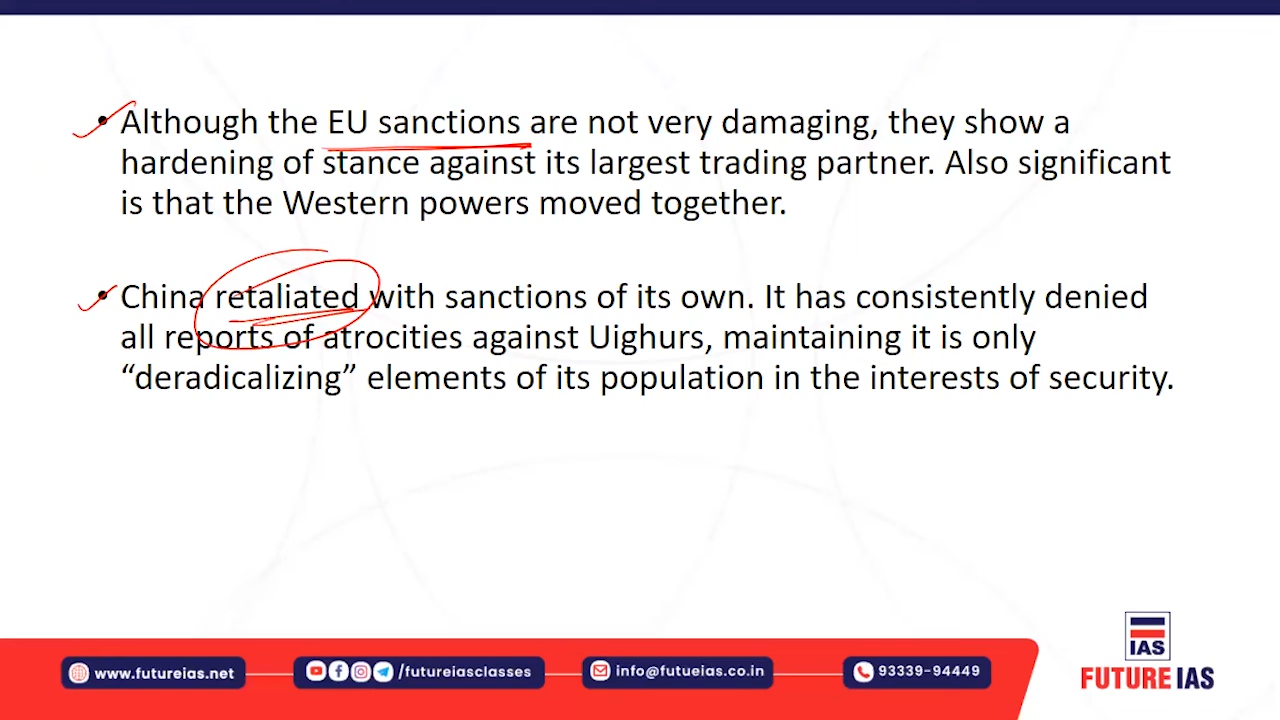 • Although the EU sanctions are not very damaging, they show a
hardening of stance against its largest trading partner. Also significant
is that the Western powers moved together.
• China retaliated with sanctions of its own. It has consistently denied
all reports of atrocities against Uighurs, maintaining it is only
“deradicalizing” elements of its population in the interests of security.
IAS
www.futureias.net
/futureiasclasses
info@futueias.co.in
93339-94449
FUTURE IAS